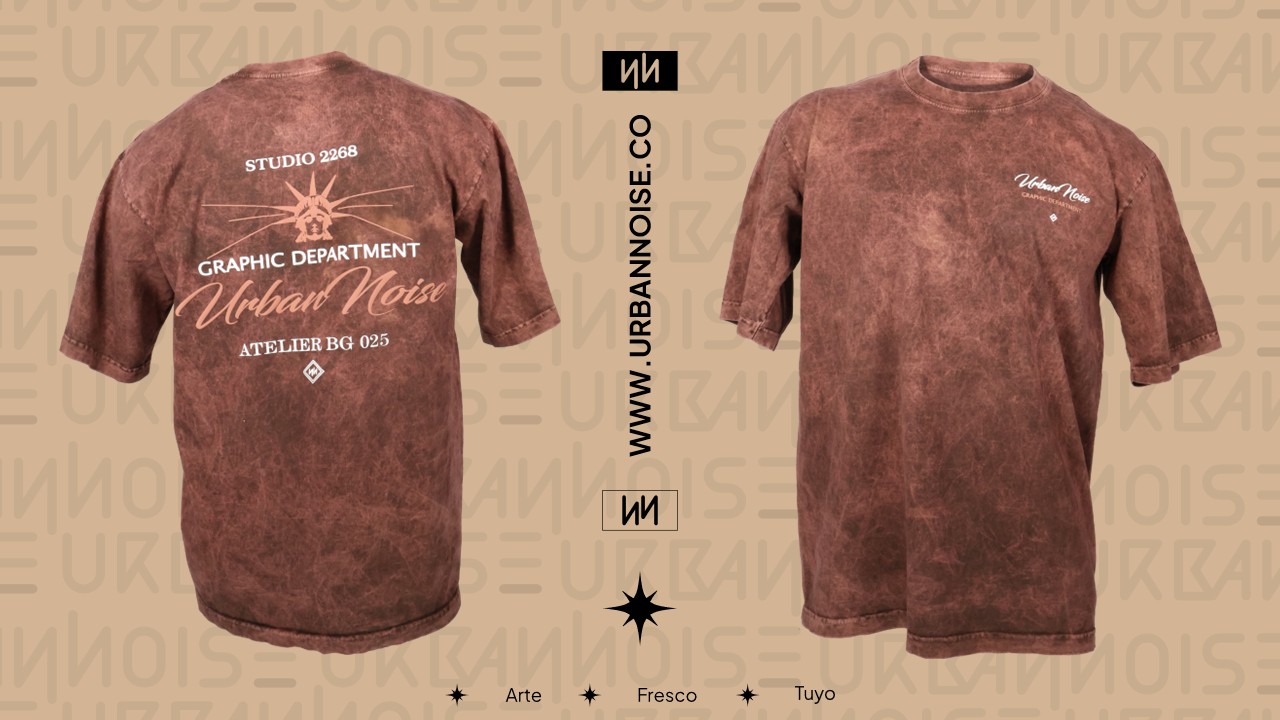 STUDIO 2268
GRAPHIC DEPARTMENT
Urban Noise
ATELIER BG 025
WWW.URBANNOISE.CO
Urban Noise
GRAPHIC DEPARTMENT
Arte
Fresco
Tuyo
URBANNOISE